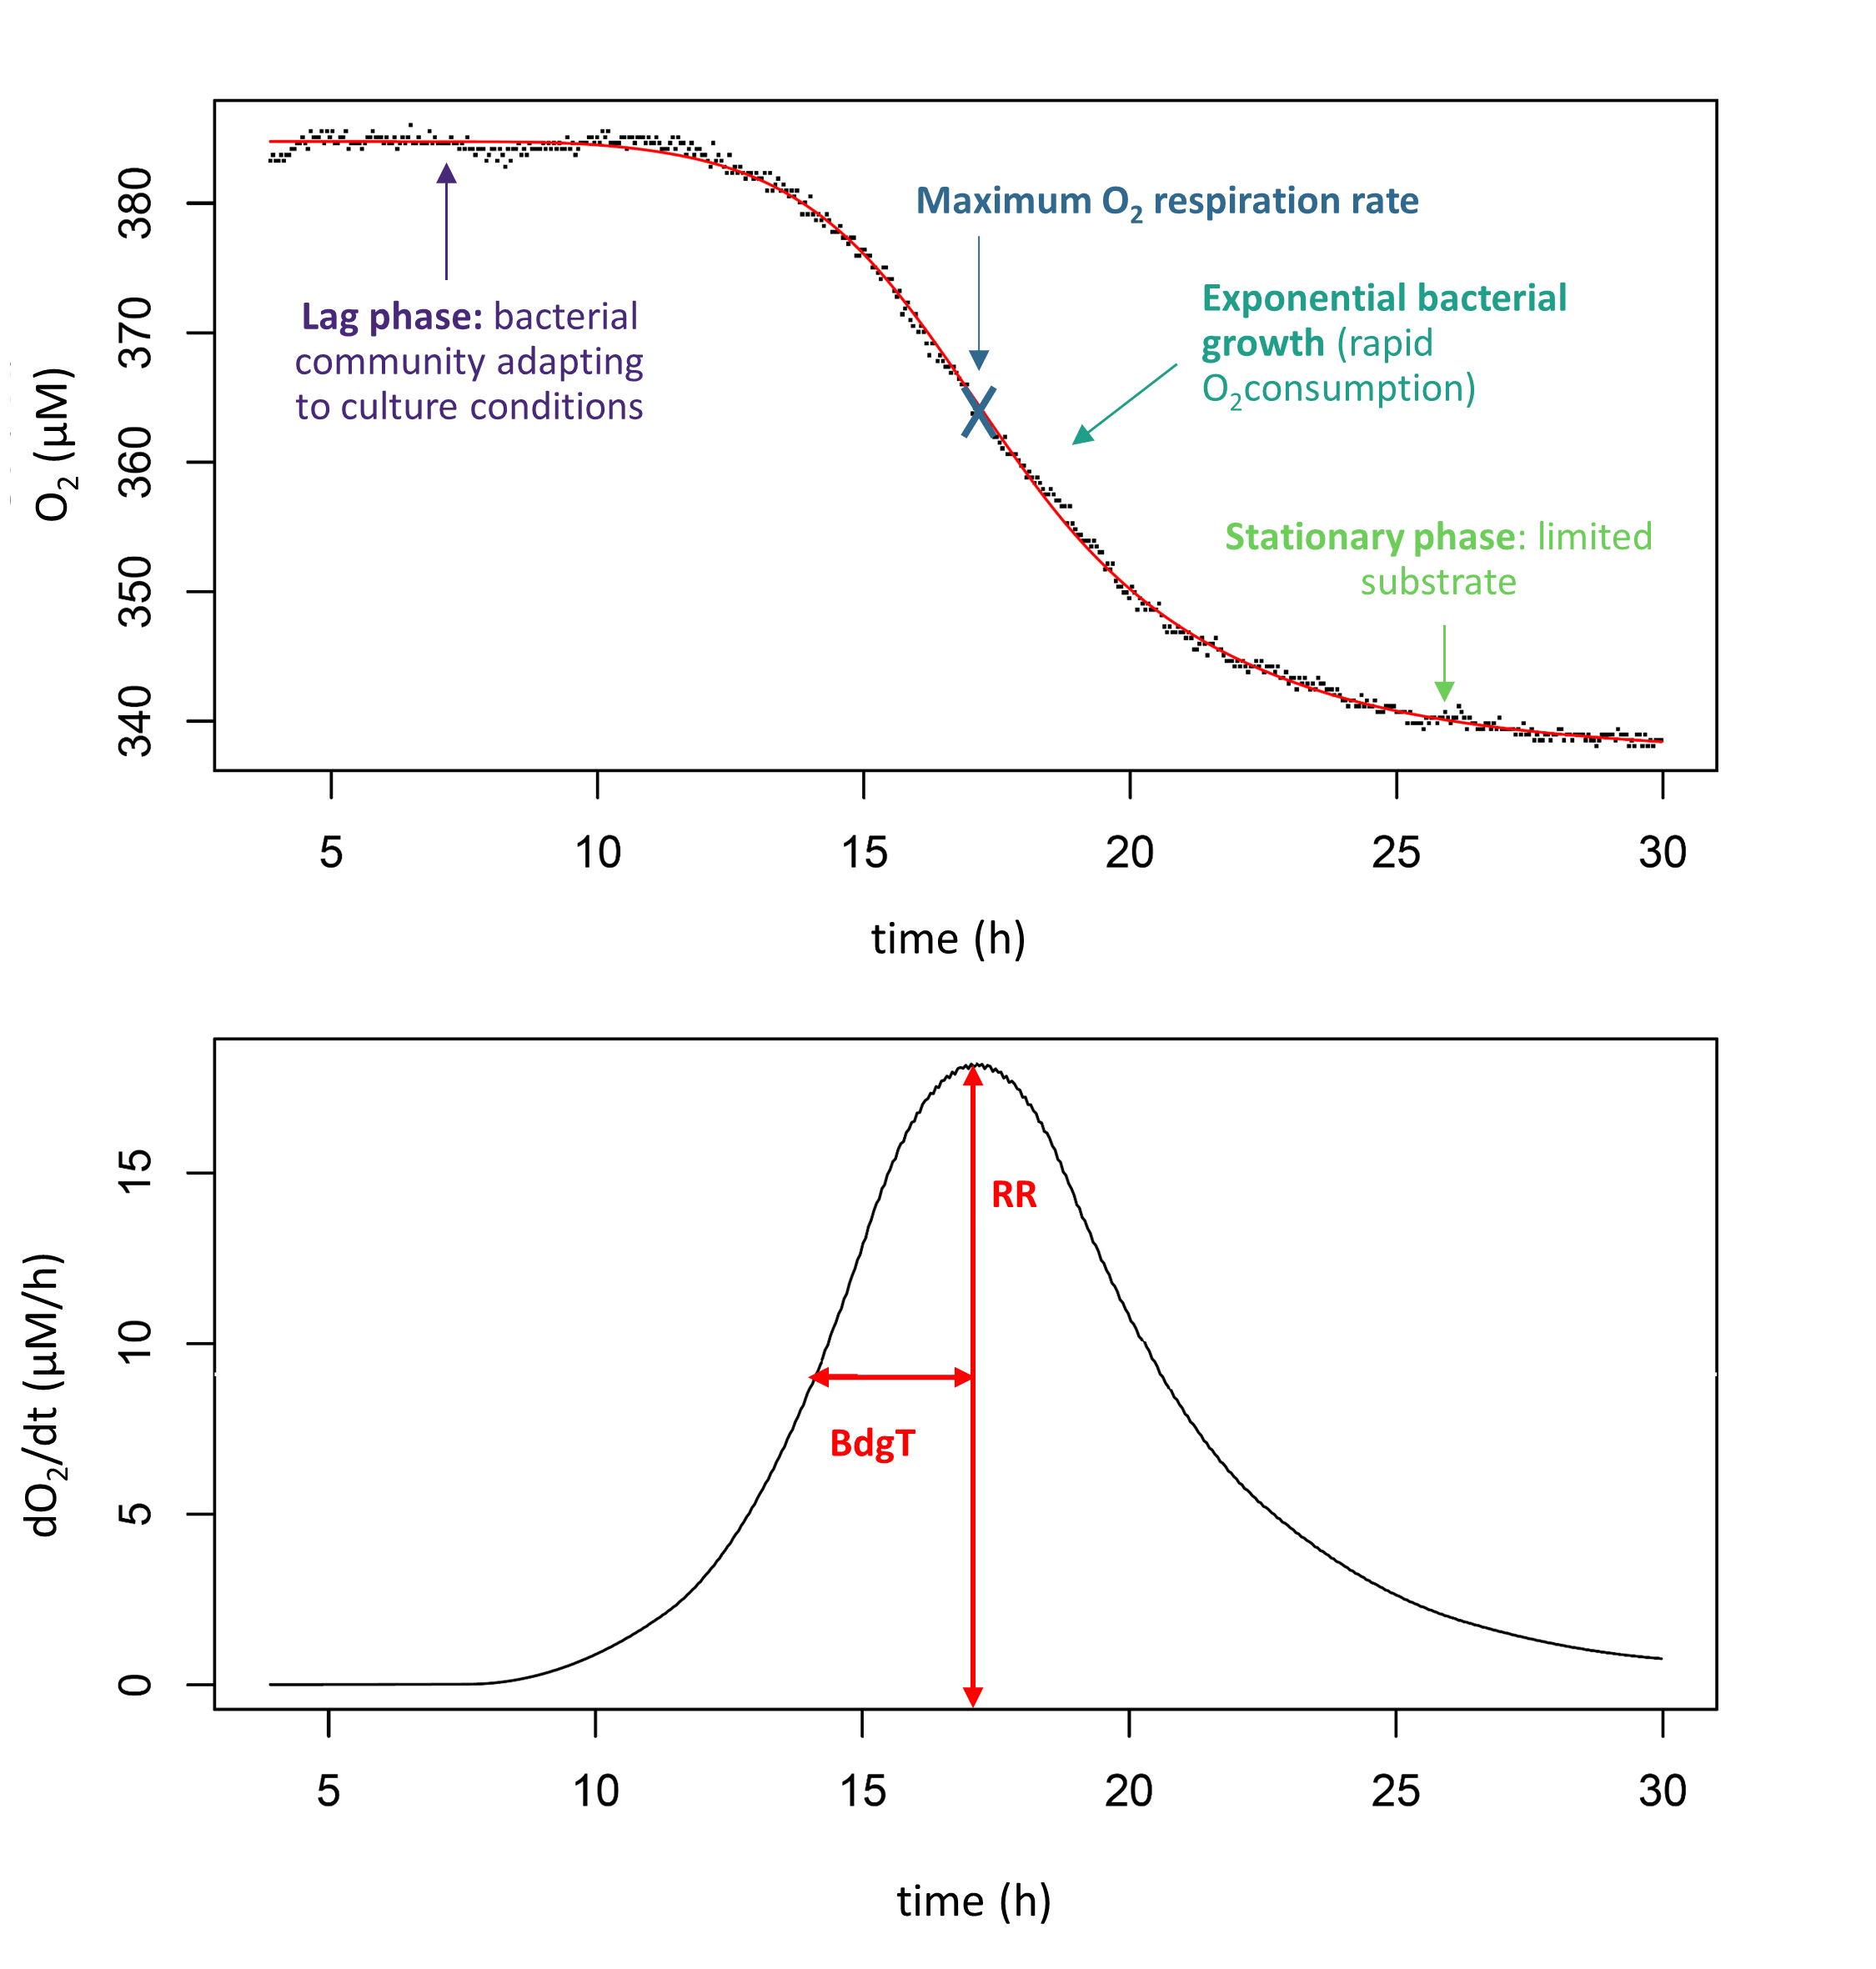 380
370
360
350
340
O2 (µM)
Maximum O2 respiration rate
Lag phase: bacterial
community adapting
to culture conditions
Exponential bacterial
growth (rapid
O2consumption)
Stationary phase: limited
substrate
5 10 15 20 25 30
time (h)
15
10
5
0
dO2/dt (µM/h)
RR
BdgT
5 10 15 20 25 30
time (h)